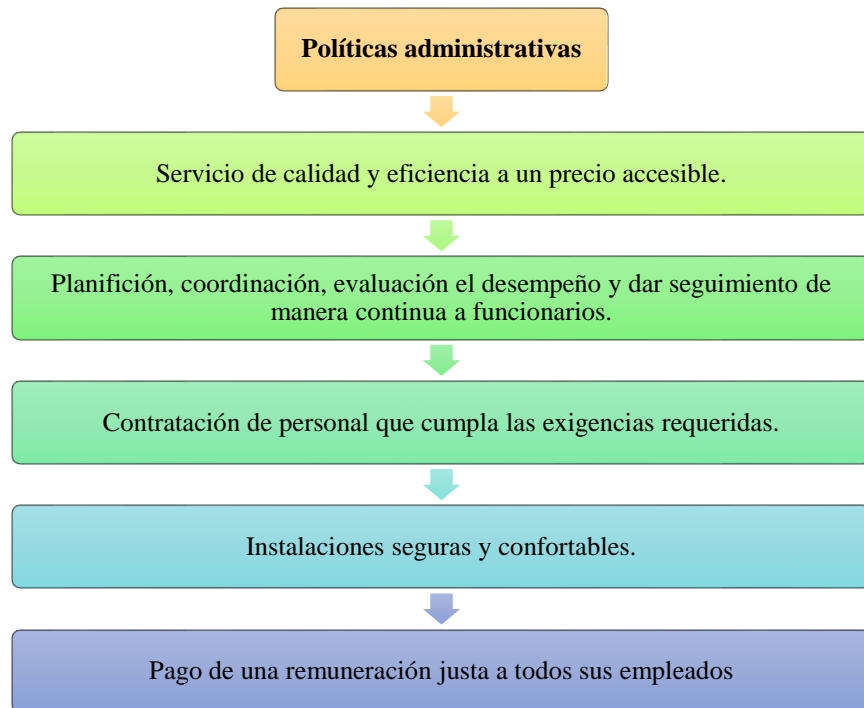 Políticas administrativas
Servicio de calidad y eficiencia a un precio accesible.
Planifición, coordinación, evaluación el desempeño y dar seguimiento de
manera continua a funcionarios.
Contratación de personal que cumpla las exigencias requeridas.
Instalaciones seguras y confortables.
Pago de una remuneración justa a todos sus empleados